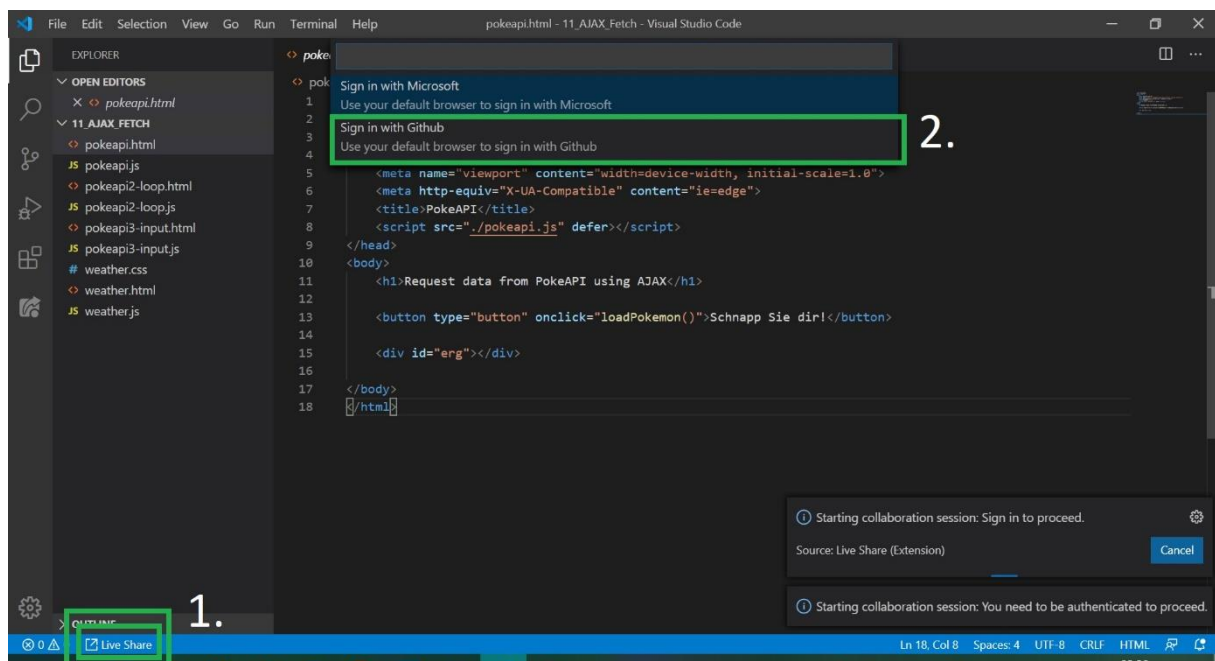 File Edit Selection View Go Run Terminal Help
pokeapi.html - 11_AJAX_Fetch - Visual Studio Code
EXPLORER
OPEN EDITORS
pokeapi.html
11_AJAX_FETCH
pokeapi.html
JS pokeapi.js
pokeapi2-loop.html
JS pokeapi2-loop.js
pokeapi3-input.html
JS pokeapi3-input.js
# weather.css
weather.html
JS weather.js
Sign in with Microsoft
Use your default browser to sign in with Microsoft
Sign in with Github
Use your default browser to sign in with Github
2.
1
2
3
4
5 <meta name="viewport" content="width=device-width, initial-scale=1.0">
6 <meta http-equiv="X-UA-Compatible" content="ie=edge">
7 <title>PokeAPI</title>
8 <script src="./pokeapi.js" defer></script>
9 </head>
10 <body>
11 <h1>Request data from PokeAPI using AJAX</h1>
12
13 <button type="button" onclick="loadPokemon()">Schnapp Sie dir!</button>
14
15 <div id="erg"></div>
16
17 </body>
18 </html>
Starting collaboration session: Sign in to proceed.
Source: Live Share (Extension)
Cancel
Starting collaboration session: You need to be authenticated to proceed.
1.
0
Live Share
Ln 18, Col 8 Spaces: 4 UTF-8 CRLF HTML